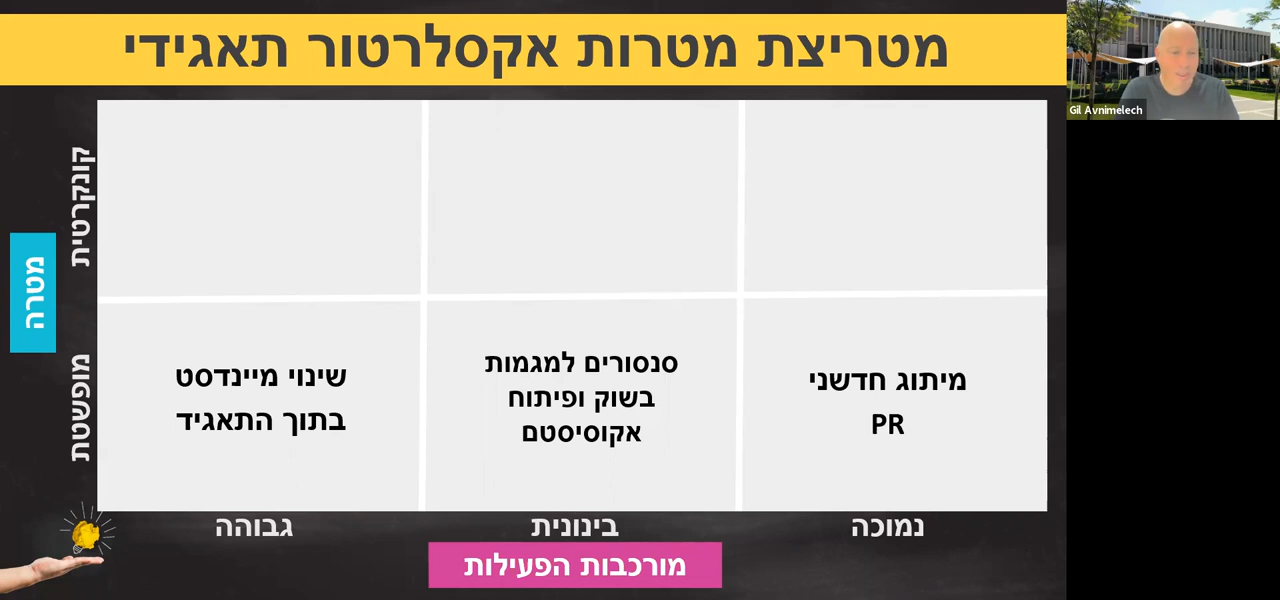 מטריצת מטרות אקסלרטור תאגידי
Gil Avnimelech
קונקרטית
מטרה
מופשטת
מיתוג חדשני
PR
סנסורים למגמות
בשוק ופיתוח
אקוסיסטם
שינוי מיינדסט
בתוך התאגיד
נמוכה
בינונית
גבוהה
מורכבות הפעילות